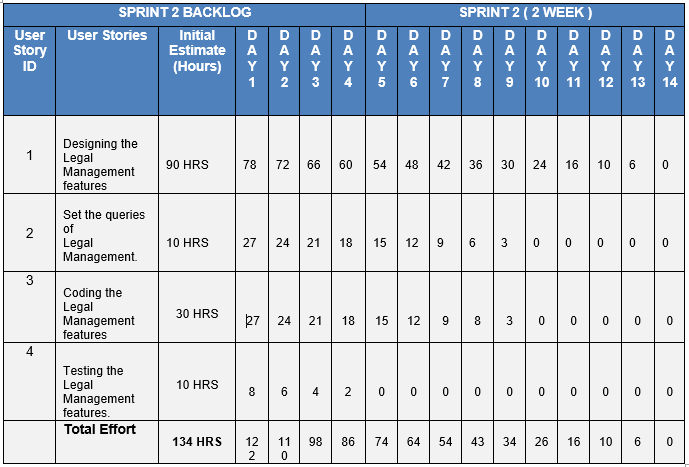 SPRINT 2 BACKLOG SPRINT 2 ( 2 WEEK )
User Story ID User Stories Initial Estimate (Hours) DAY 1 DAY 2 DAY 3 DAY 4 DAY 5 DAY 6 DAY 7 DAY 8 DAY 9 DAY 10 DAY 11 DAY 12 DAY 13 DAY 14
1 Designing the Legal Management features 90 HRS 78 72 66 60 54 48 42 36 30 24 16 10 6 0
2 Set the queries of Legal Management. 10 HRS 27 24 21 18 15 12 9 6 3 0 0 0 0 0
3 Coding the Legal Management features 30 HRS 27 24 21 18 15 12 9 8 3 0 0 0 0 0
4 Testing the Legal Management features. 10 HRS 8 6 4 2 0 0 0 0 0 0 0 0 0 0
Total Effort 134 HRS 122 110 98 86 74 64 54 43 34 26 16 10 6 0